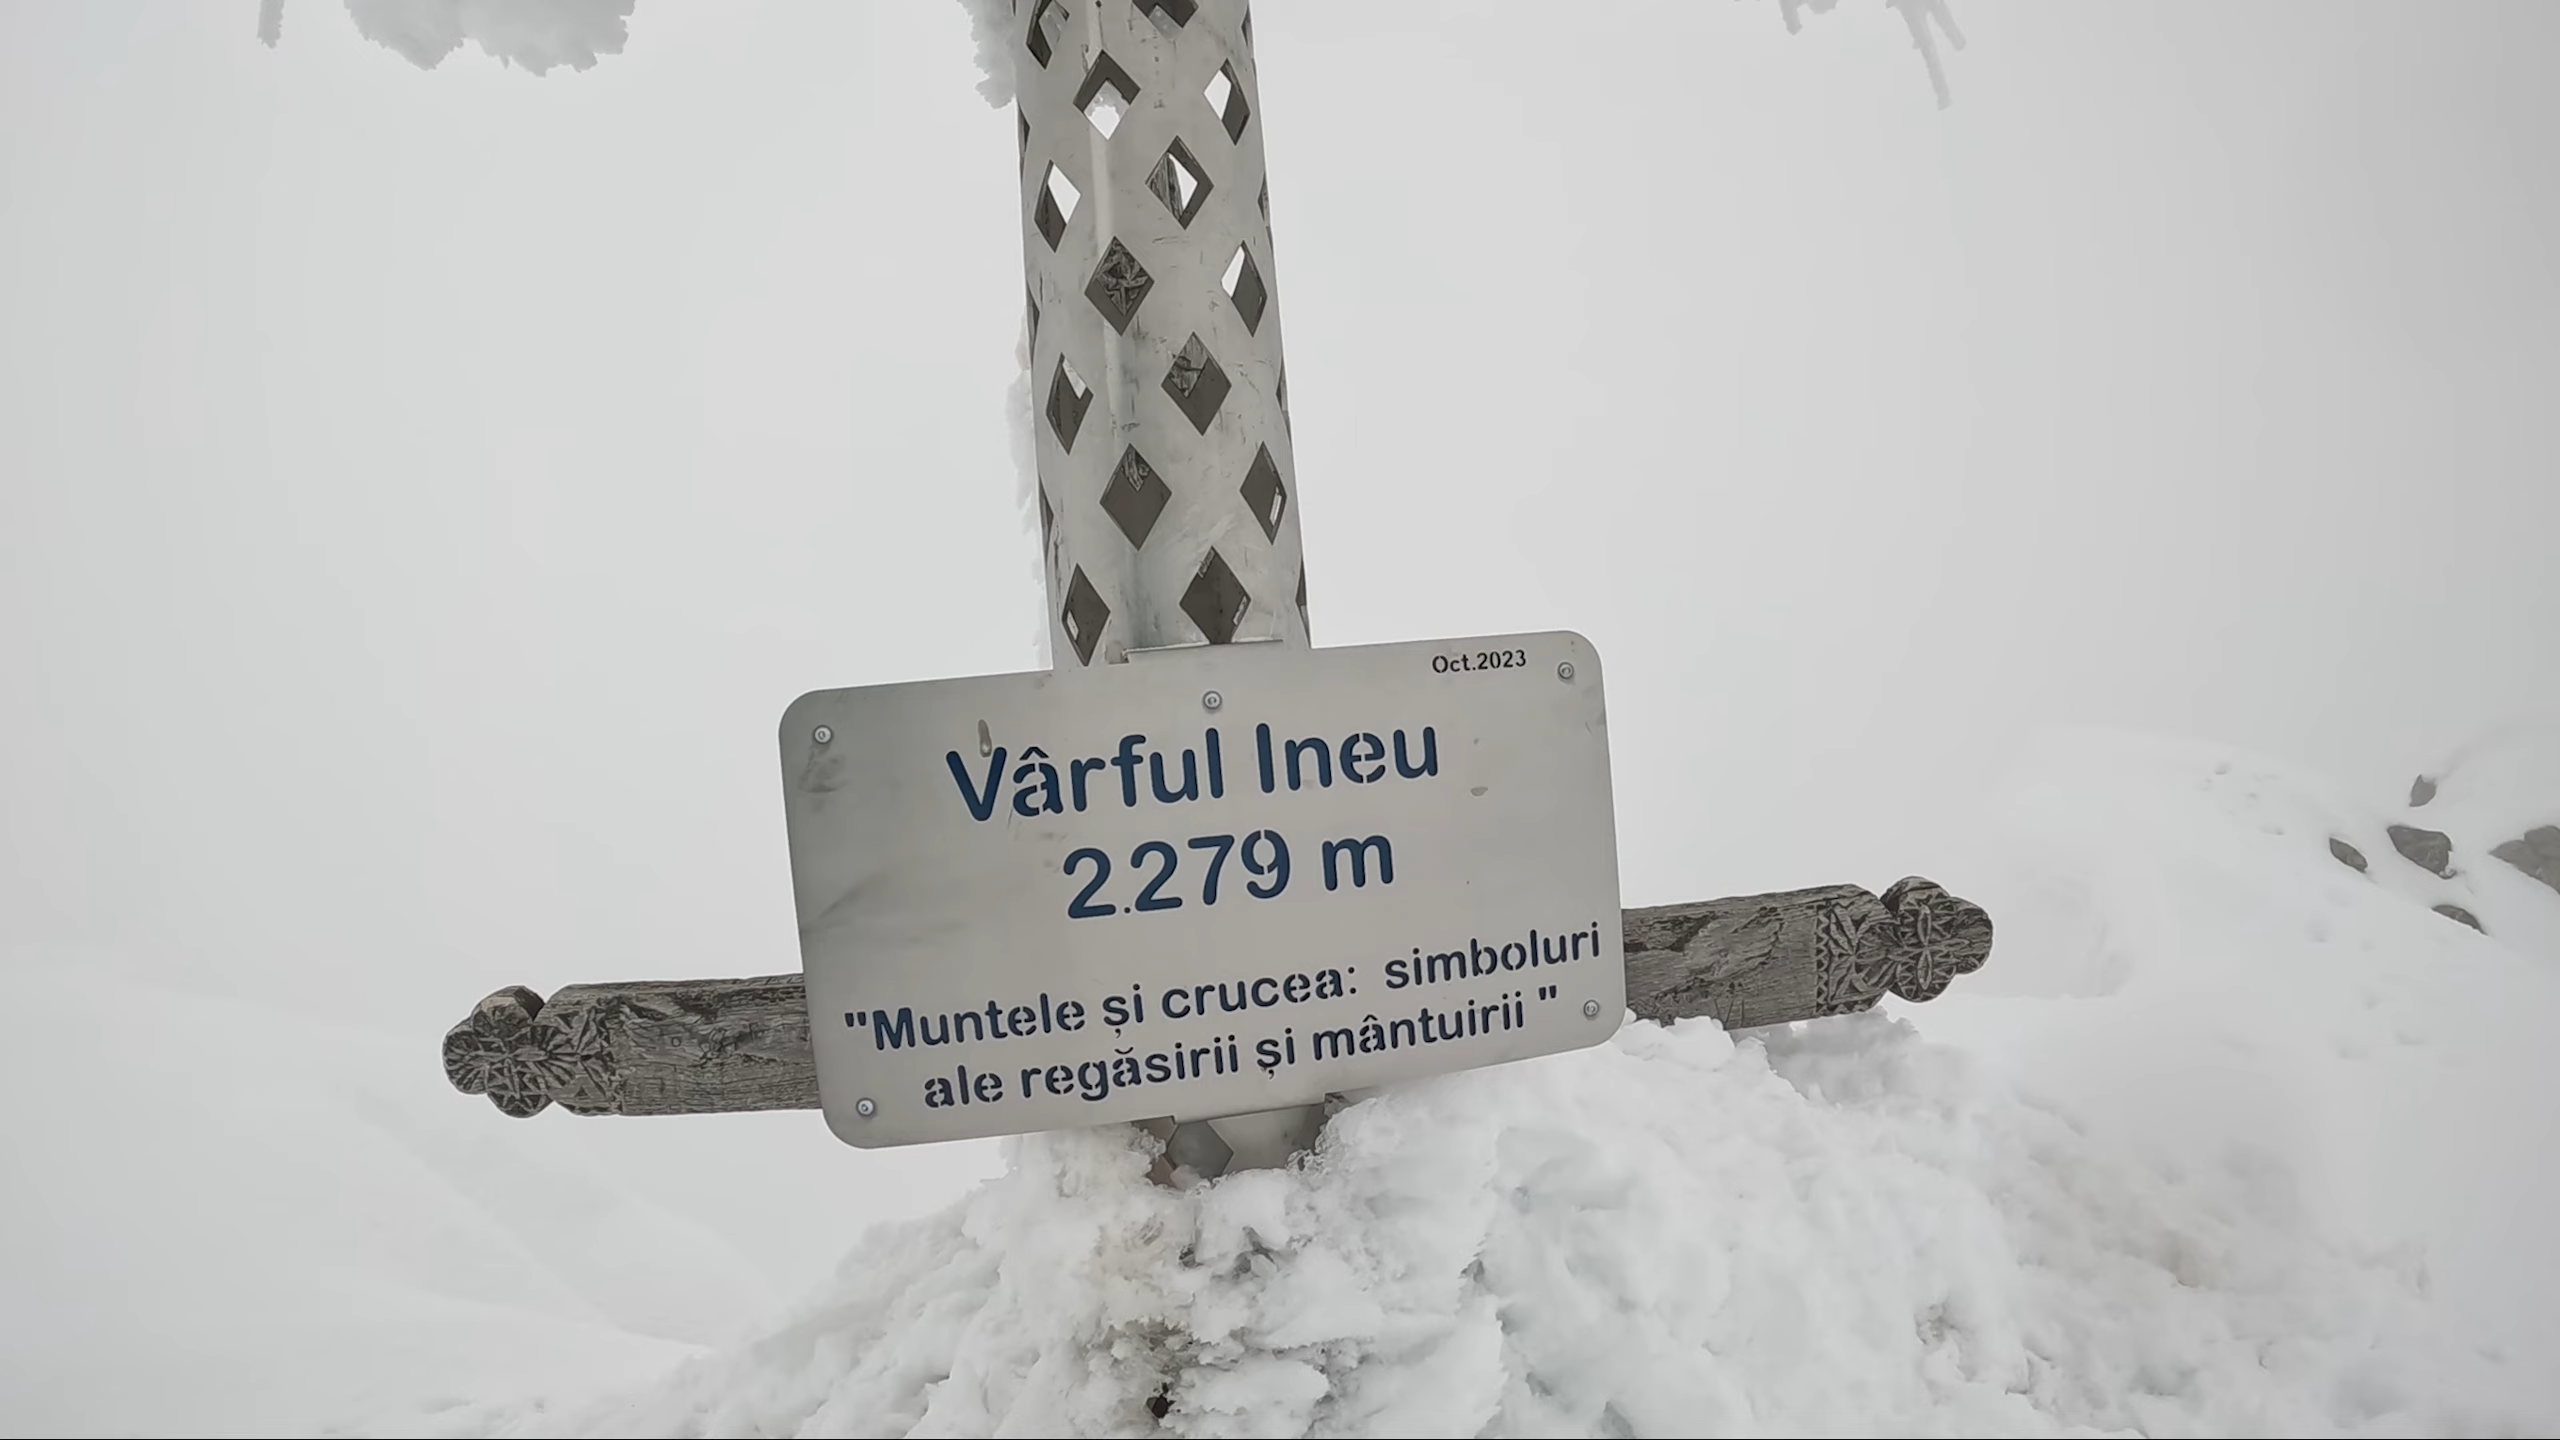 Oct.2023
Vârful Ineu
2.279 m
"Muntele și crucea: simboluri
ale regăsirii și mântuirii "